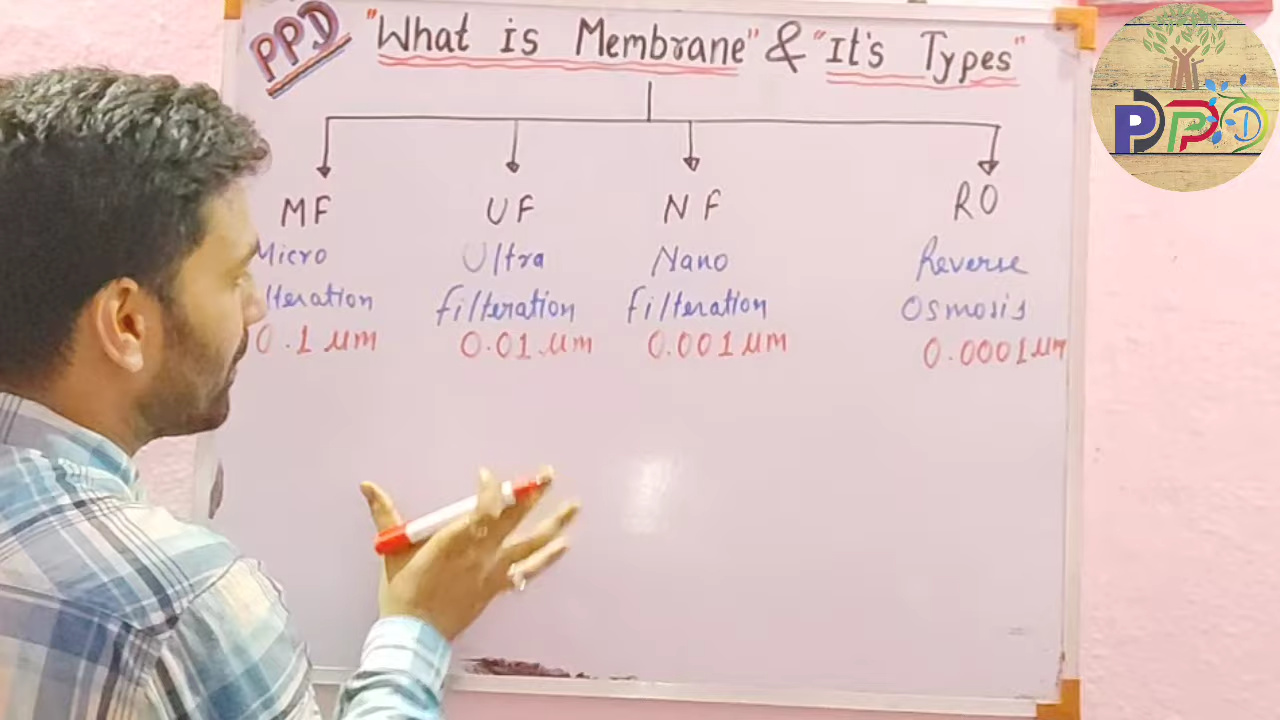 PPD "What is Membrane" & "It's Types"
MF UF NF RO
Micro Ultra Nano Reverse
lteration filteration filteration Osmosis
0.1 μm 0.01 μm 0.001 μm 0.0001 μm
PPD